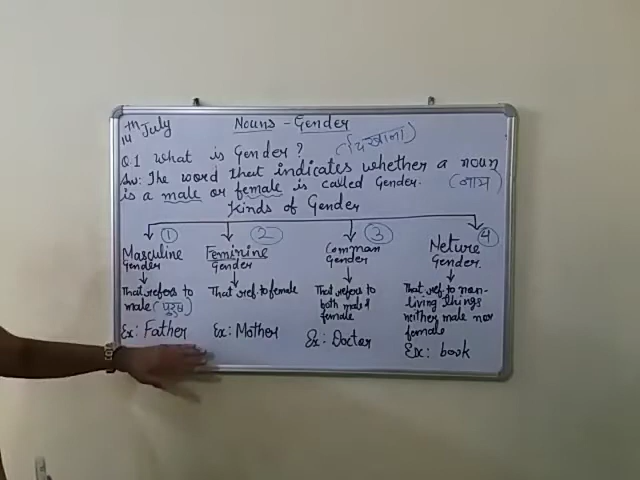 14th July
Nouns - Gender
Q.1 What is Gender? (दिखाना)
Ans: The word that indicates whether a noun (नाम)
is a male or female is called Gender.
Kinds of Gender
1 2 3 4
Masculine Gender
That refers to
male (पुरुष)
Ex: Father
Feminine Gender
That ref. to female
Ex: Mother
Comman Gender
That refers to
both male &
female
Ex: Doctor
Neture Gender.
That ref. to non-
living things
neither male nor
female
Ex: book